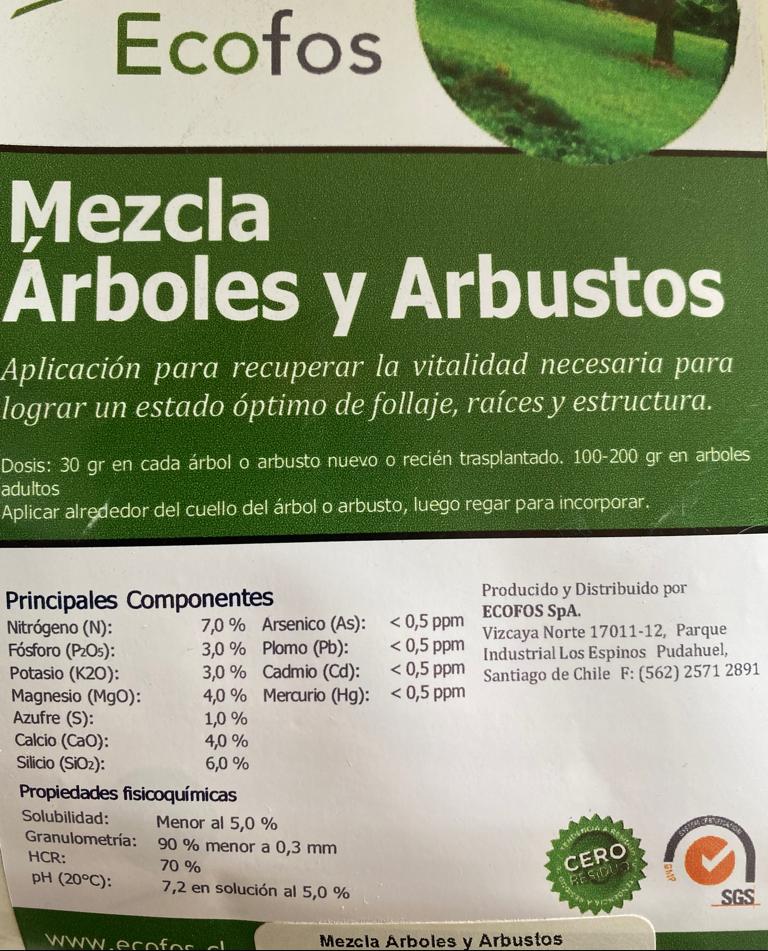 Ecofos
Mezcla
Árboles y Arbustos
Aplicación para recuperar la vitalidad necesaria para
lograr un estado óptimo de follaje, raíces y estructura.
Dosis: 30 gr en cada árbol o arbusto nuevo o recién trasplantado. 100-200 gr en arboles
adultos
Aplicar alrededor del cuello del árbol o arbusto, luego regar para incorporar.
Principales Componentes
Nitrógeno (N): 7,0 % Arsenico (As): < 0,5 ppm
Fósforo (P2O5): 3,0 % Plomo (Pb): < 0,5 ppm
Potasio (K2O): 3,0 % Cadmio (Cd): < 0,5 ppm
Magnesio (MgO): 4,0 % Mercurio (Hg): < 0,5 ppm
Azufre (S): 1,0 %
Calcio (CaO): 4,0 %
Silicio (SiO2): 6,0 %
Producido y Distribuido por
ECOFOS SpA.
Vizcaya Norte 17011-12, Parque
Industrial Los Espinos Pudahuel,
Santiago de Chile F: (562) 2571 2891
Propiedades fisicoquímicas
Solubilidad: Menor al 5,0 %
Granulometría: 90 % menor a 0,3 mm
HCR: 70 %
pH (20°C): 7,2 en solución al 5,0 %
CERO
RESIDUO
GMP
SGS
www.ecofos.cl
Mezcla Arboles y Arbustos